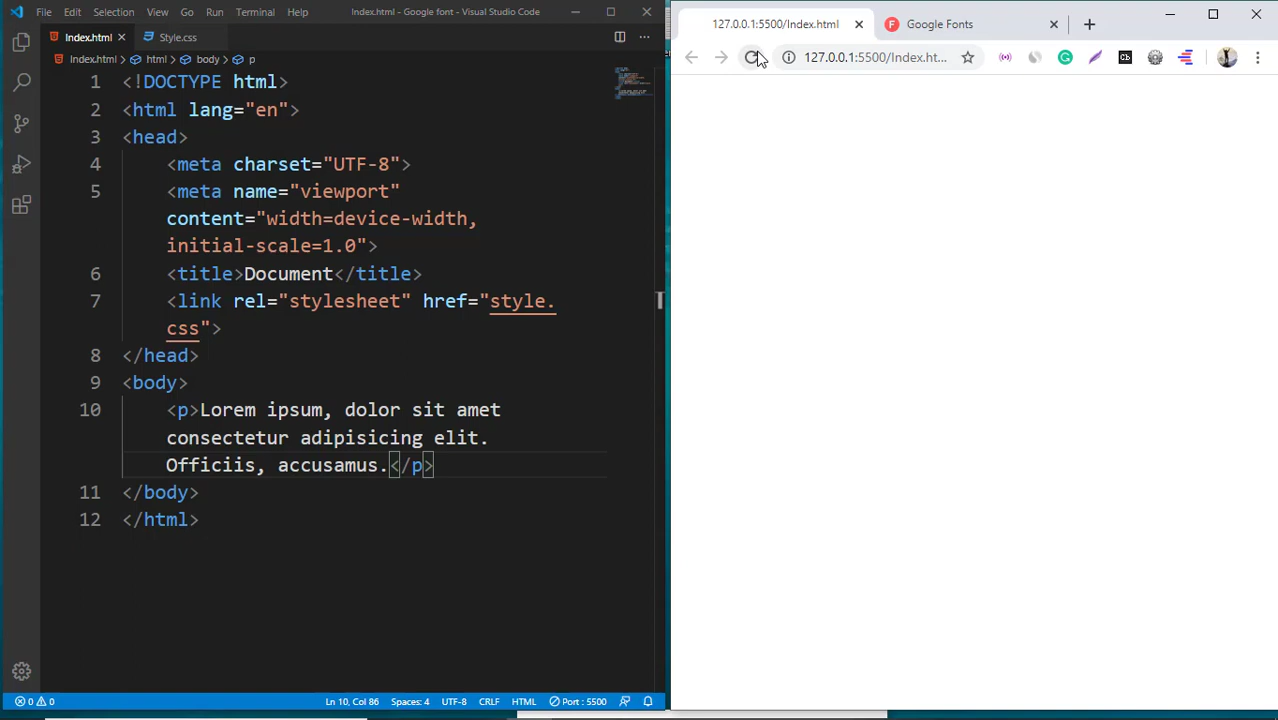 File Edit Selection View Go Run Terminal Help Index.html - Google font - Visual Studio Code
Index.html Style.css
Index.html > html > body > p
1 <!DOCTYPE html>
2 <html lang="en">
3 <head>
4 <meta charset="UTF-8">
5 <meta name="viewport"
content="width=device-width,
initial-scale=1.0">
6 <title>Document</title>
7 <link rel="stylesheet" href="style.
css">
8 </head>
9 <body>
10 <p>Lorem ipsum, dolor sit amet
consectetur adipisicing elit.
Officiis, accusamus.</p>
11 </body>
12 </html>
0 0 Ln 10, Col 86 Spaces: 4 UTF-8 CRLF HTML Port : 5500
127.0.0.1:5500/Index.html F Google Fonts
127.0.0.1:5500/Index.ht... Cb